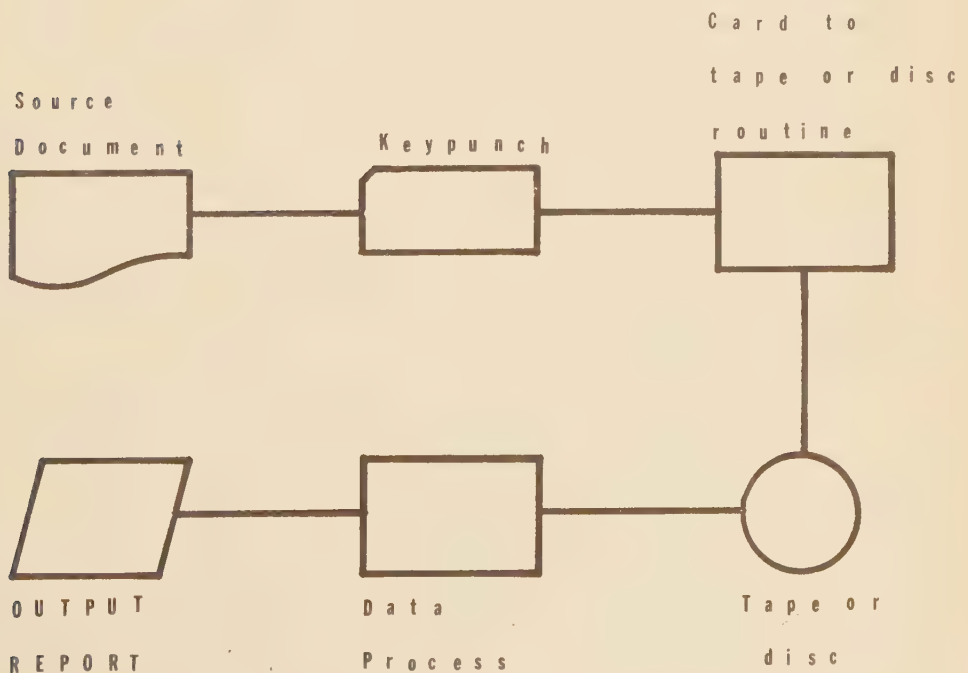 Source
Document
Keypunch
Card to
tape or disc
routine
OUTPUT
REPORT
Data
Process
Tape or
disc